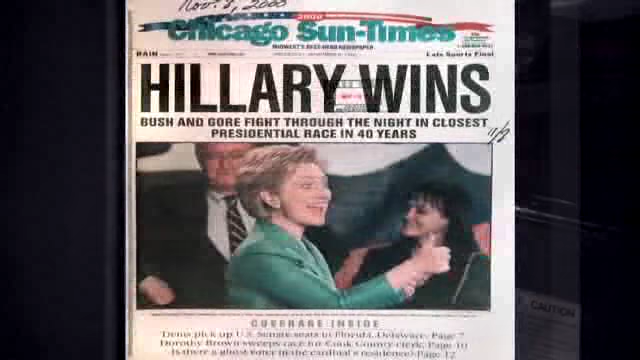 Nov 8, 2000
2000
Chicago Sun-Times
MIDWEST'S BEST-READ NEWSPAPER
RAIN
Late Sports Final
HILLARY WINS
BUSH AND GORE FIGHT THROUGH THE NIGHT IN CLOSEST
PRESIDENTIAL RACE IN 40 YEARS
COVERAGE INSIDE
Dems pick up U.S. Senate seats in Florida, Delaware. Page 7
Dorothy Brown sweeps race for Cook County clerk. Page 10
Is there a ghost voter in the cardinal's residence? Page 12
CAUTION